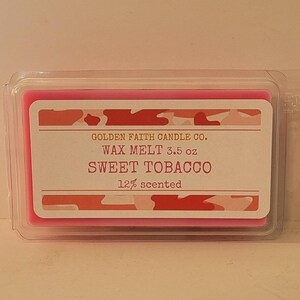 GOLDEN FAITH CANDLE CO.
WAX MELT 3.5 oz
SWEET TOBACCO
12% scented